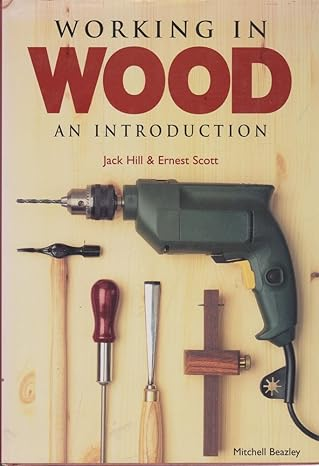 WORKING IN
WOOD
AN INTRODUCTION
Jack Hill & Ernest Scott
Mitchell Beazley